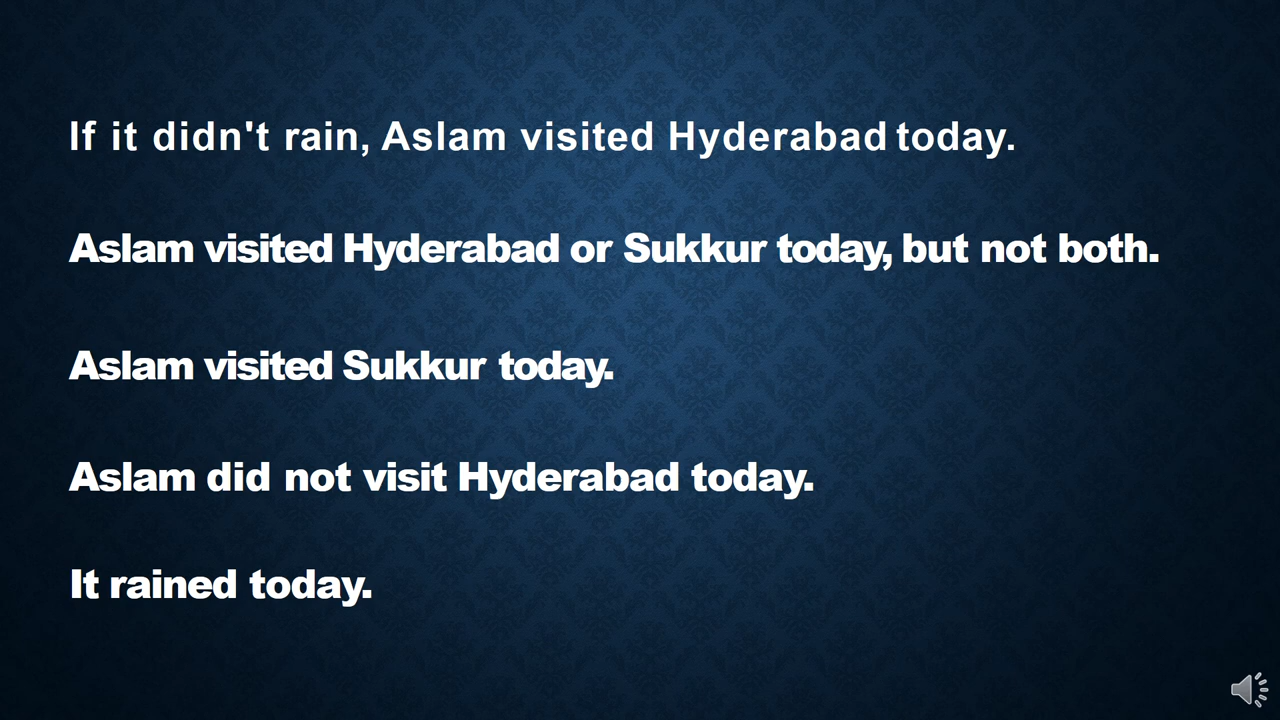 If it didn't rain, Aslam visited Hyderabad today.
Aslam visited Hyderabad or Sukkur today, but not both.
Aslam visited Sukkur today.
Aslam did not visit Hyderabad today.
It rained today.